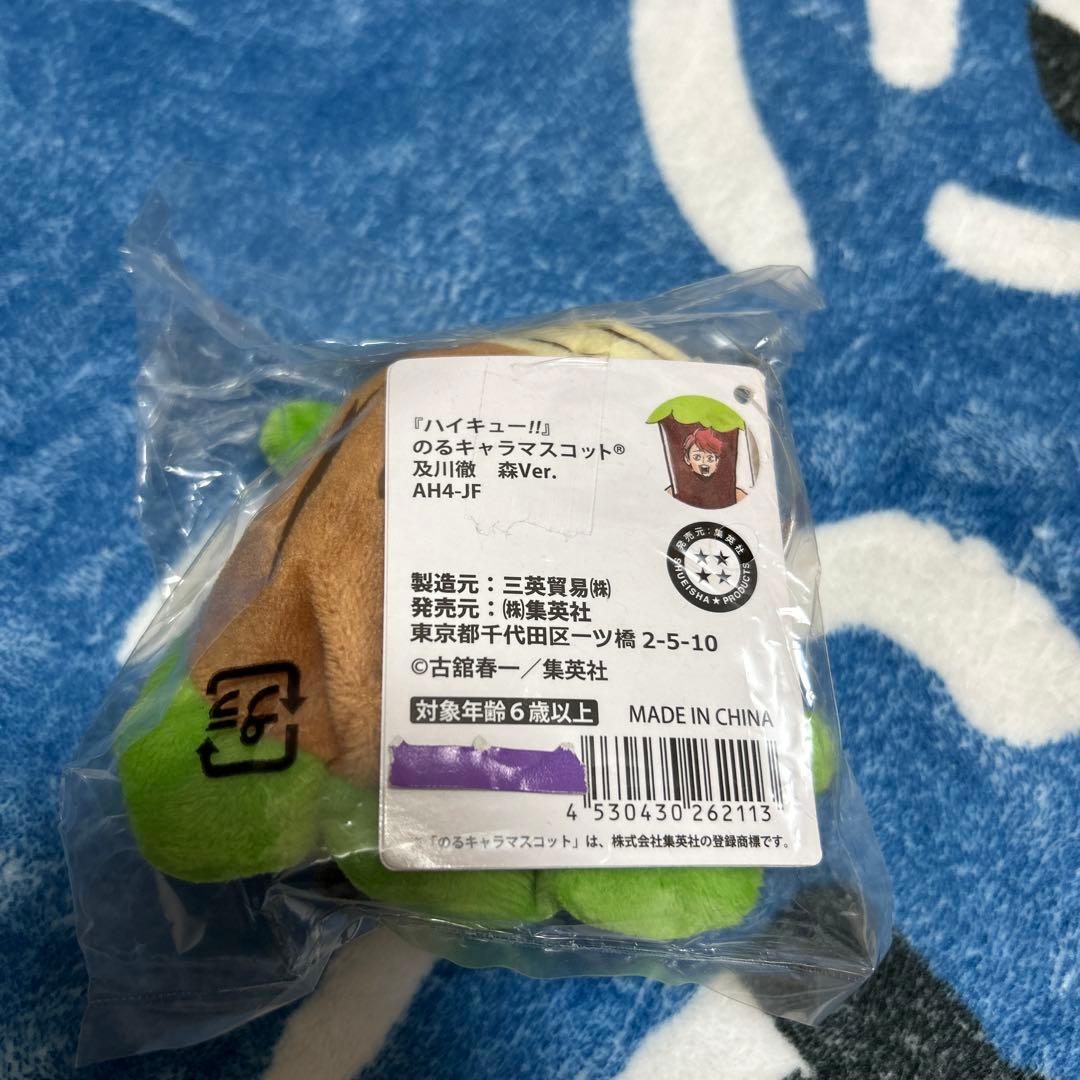 『ハイキュー!!』
のるキャラマスコット®
及川徹　森Ver.
AH4-JF
発売元：集英社
SHUEISHA★PRODUCTS
製造元：三英貿易㈱
発売元：㈱集英社
東京都千代田区一ツ橋 2-5-10
©古舘春一／集英社
対象年齢６歳以上
MADE IN CHINA
プラ
4 530430 262113
「のるキャラマスコット」は、株式会社集英社の登録商標です。